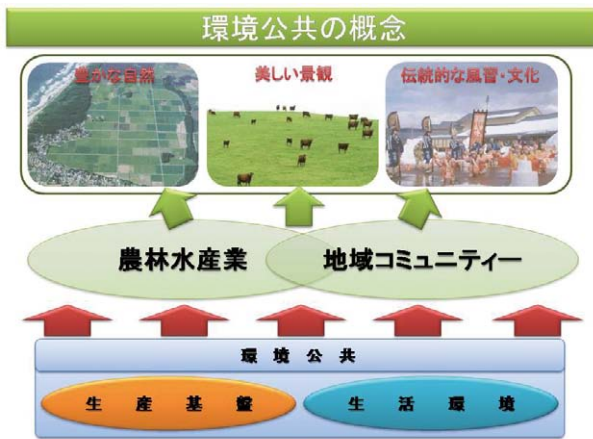 環境公共の概念
豊かな自然
美しい景観
伝統的な風習・文化
農林水産業
地域コミュニティー
環境公共
生産基盤
生活環境